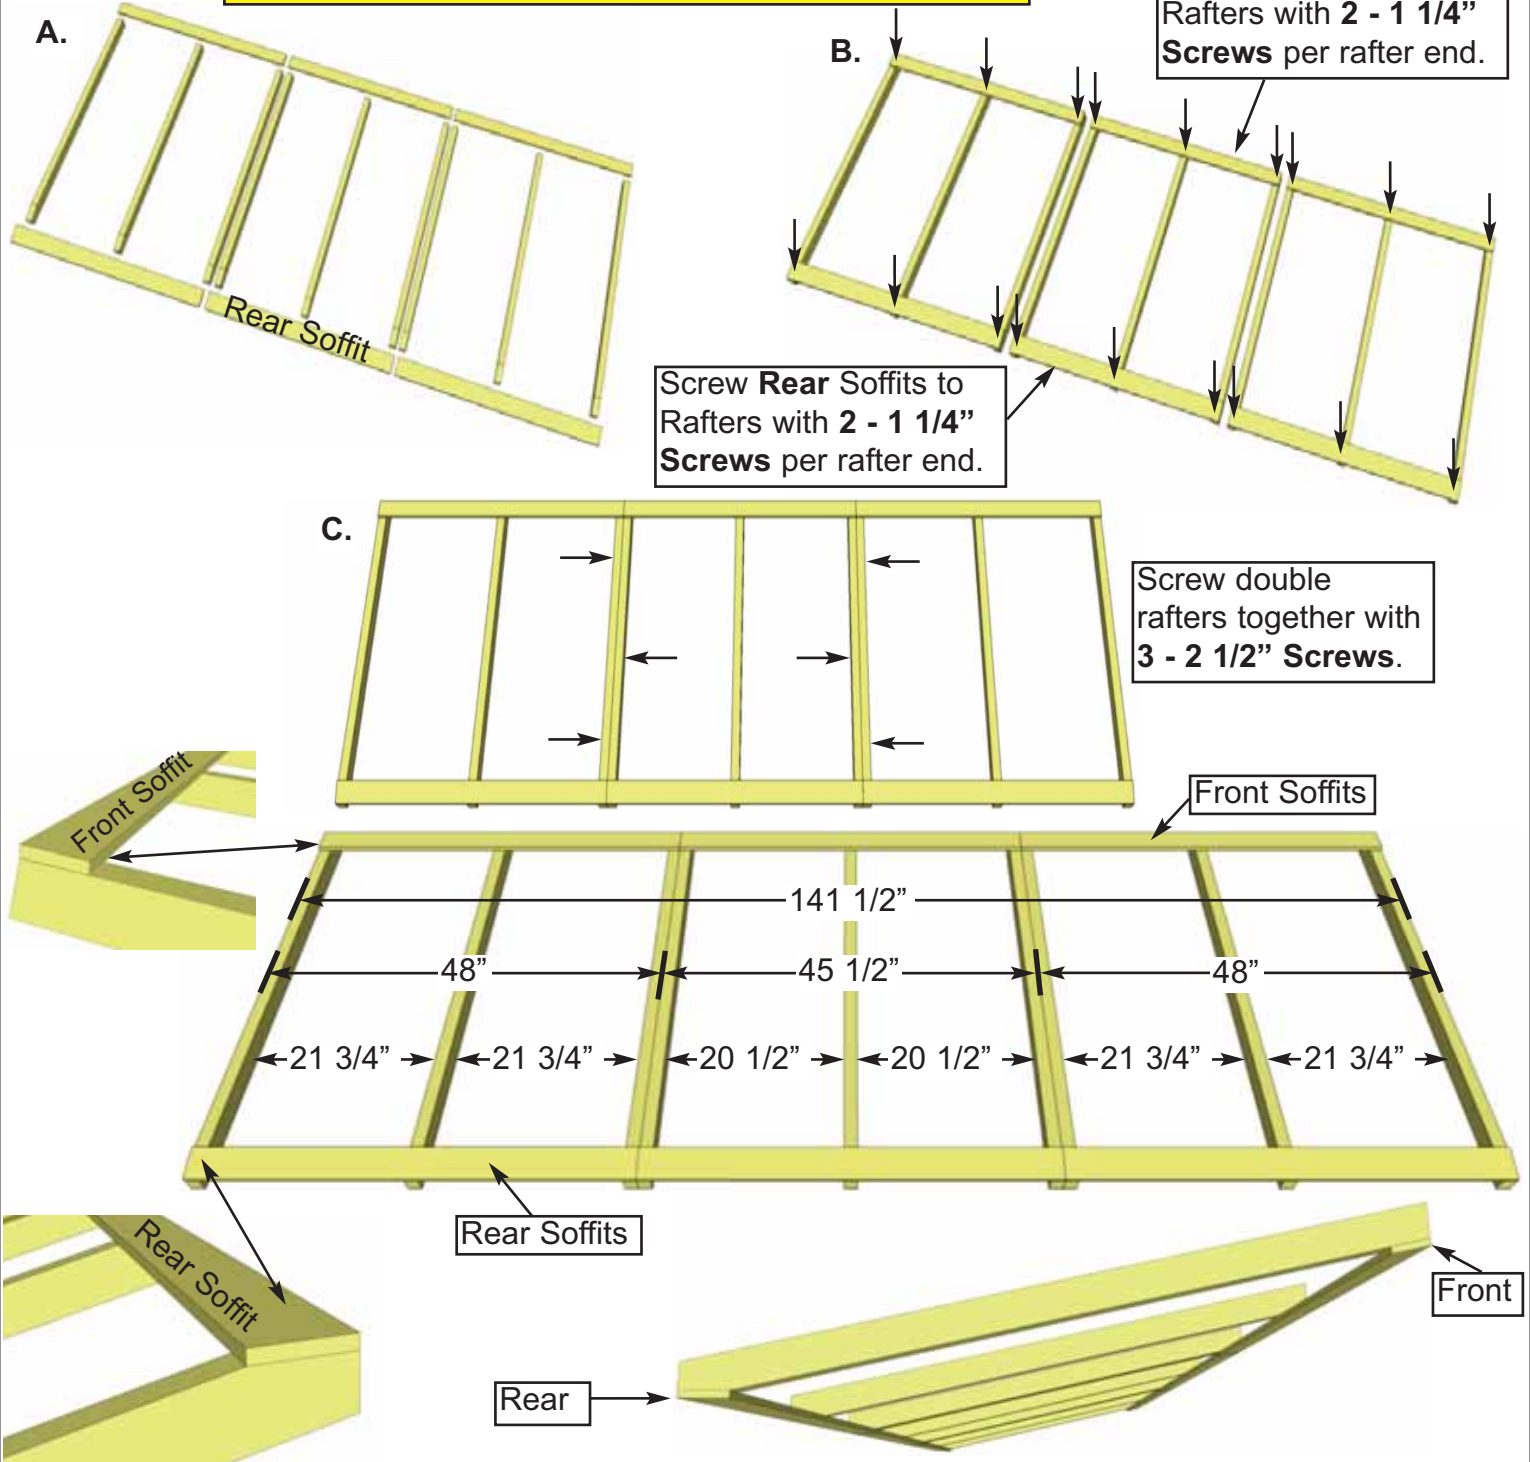 A.
B.
Rafters with 2 - 1 1/4”
Screws per rafter end.
Rear Soffit
Screw Rear Soffits to
Rafters with 2 - 1 1/4”
Screws per rafter end.
C.
Screw double
rafters together with
3 - 2 1/2” Screws.
Front Soffit
Front Soffits
141 1/2”
48”
45 1/2”
48”
21 3/4”
21 3/4”
20 1/2”
20 1/2”
21 3/4”
21 3/4”
Rear Soffits
Rear Soffit
Front
Rear